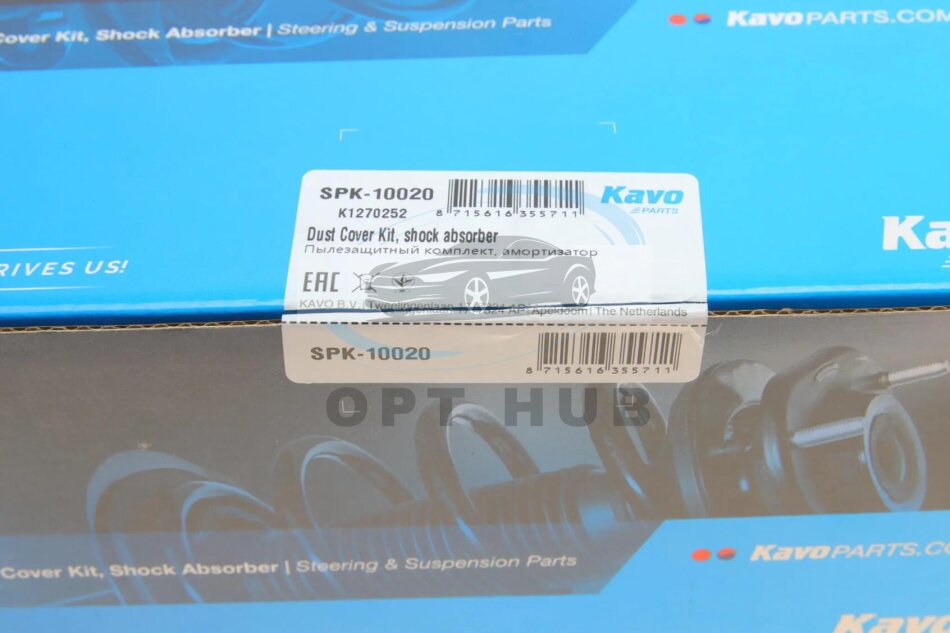 Cover Kit, Shock Absorber | Steering & Suspension Parts
KavoPARTS.COM
RIVES US!
Ka
SPK-10020
K1270252
8 715616 355711
Kavo
PARTS
Dust Cover Kit, shock absorber
Пылезащитный комплект, амортизатор
EAC
KAVO B.V. | The Netherlands
SPK-10020
8 715616 355711
OPT HUB
Cover Kit, Shock Absorber | Steering & Suspension Parts
KavoPARTS.CO
Kavo